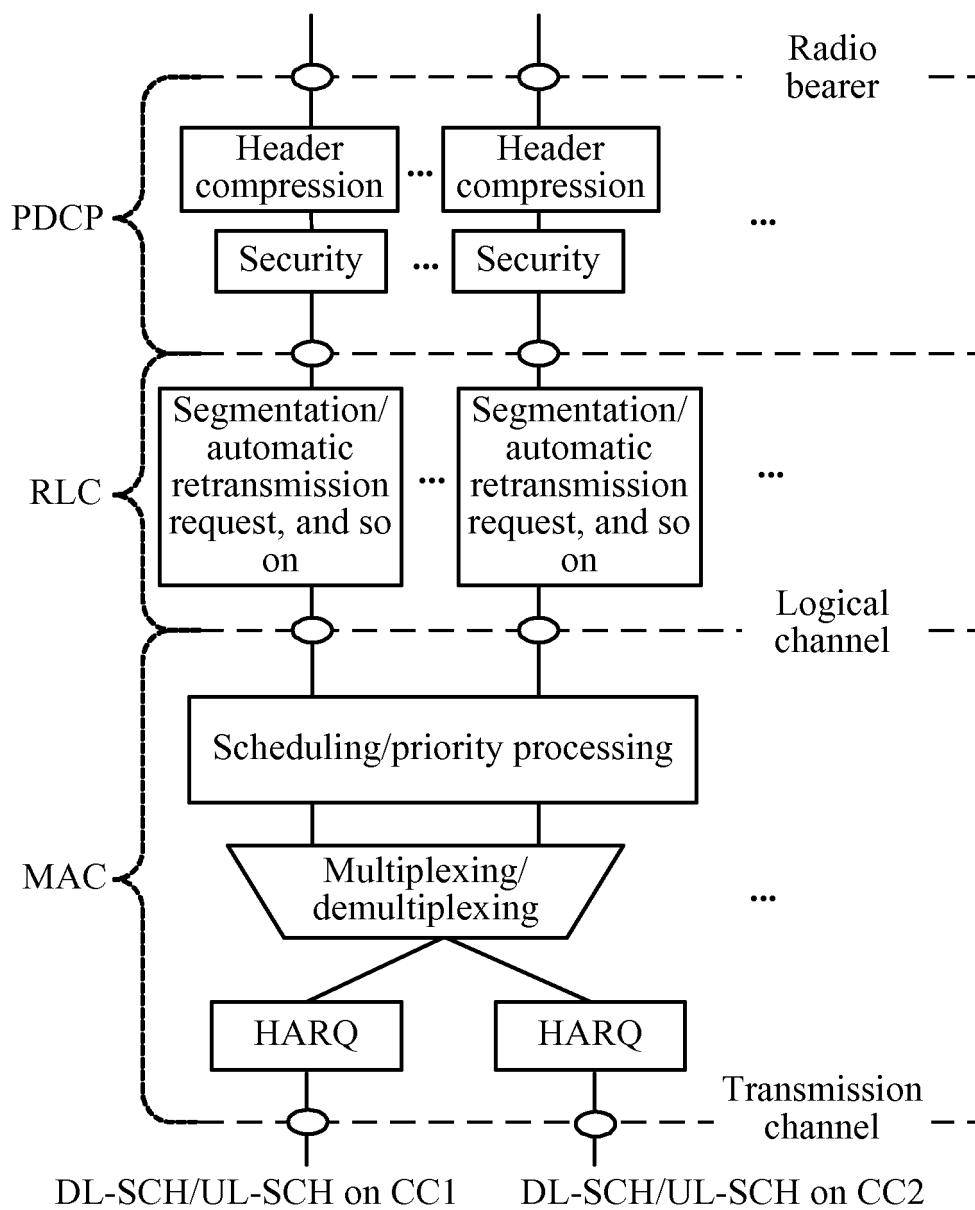 Radio
bearer
Header
compression
...
Header
compression
PDCP
...
Security
...
Security
Segmentation/
automatic
retransmission
request, and so
on
...
Segmentation/
automatic
retransmission
request, and so
on
...
RLC
Logical
channel
Scheduling/priority processing
MAC
Multiplexing/
demultiplexing
...
HARQ
HARQ
Transmission
channel
DL-SCH/UL-SCH on CC1
DL-SCH/UL-SCH on CC2